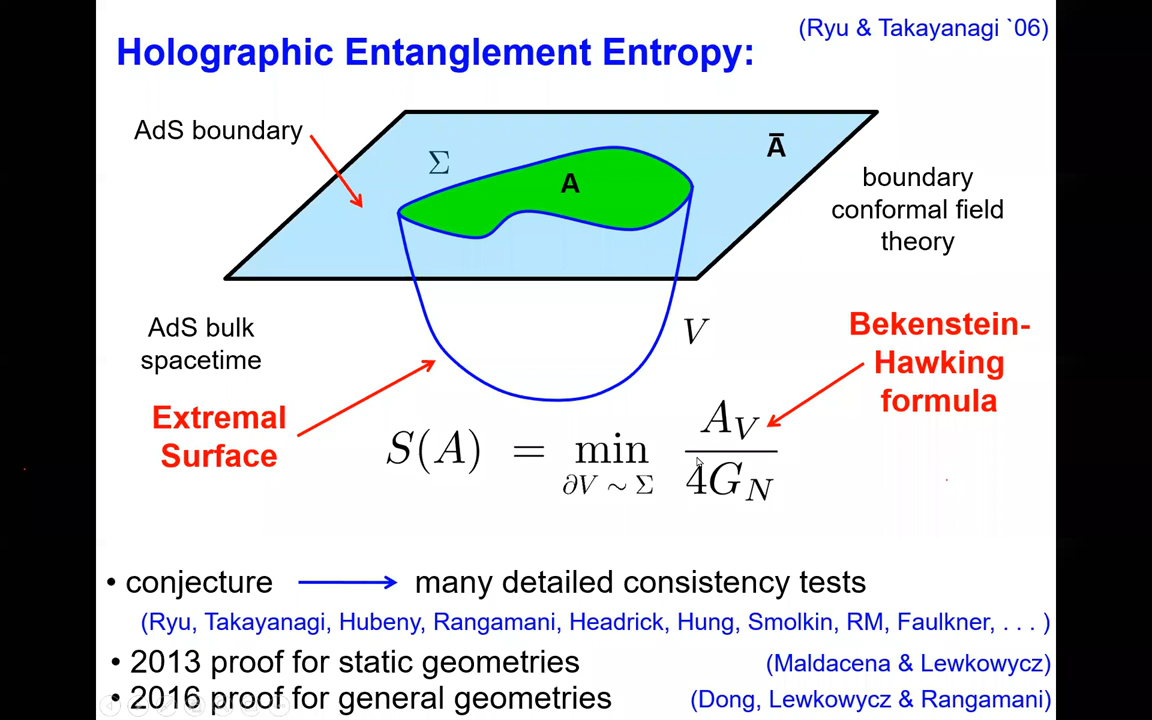 (Ryu & Takayanagi `06)
Holographic Entanglement Entropy:
AdS boundary
Σ
A
Ā
boundary
conformal field
theory
AdS bulk
spacetime
V
Bekenstein-
Hawking
formula
Extremal
Surface
S(A) = min_{∂V ~ Σ} A_V / 4G_N
• conjecture → many detailed consistency tests
(Ryu, Takayanagi, Hubeny, Rangamani, Headrick, Hung, Smolkin, RM, Faulkner, . . . )
• 2013 proof for static geometries (Maldacena & Lewkowycz)
• 2016 proof for general geometries (Dong, Lewkowycz & Rangamani)